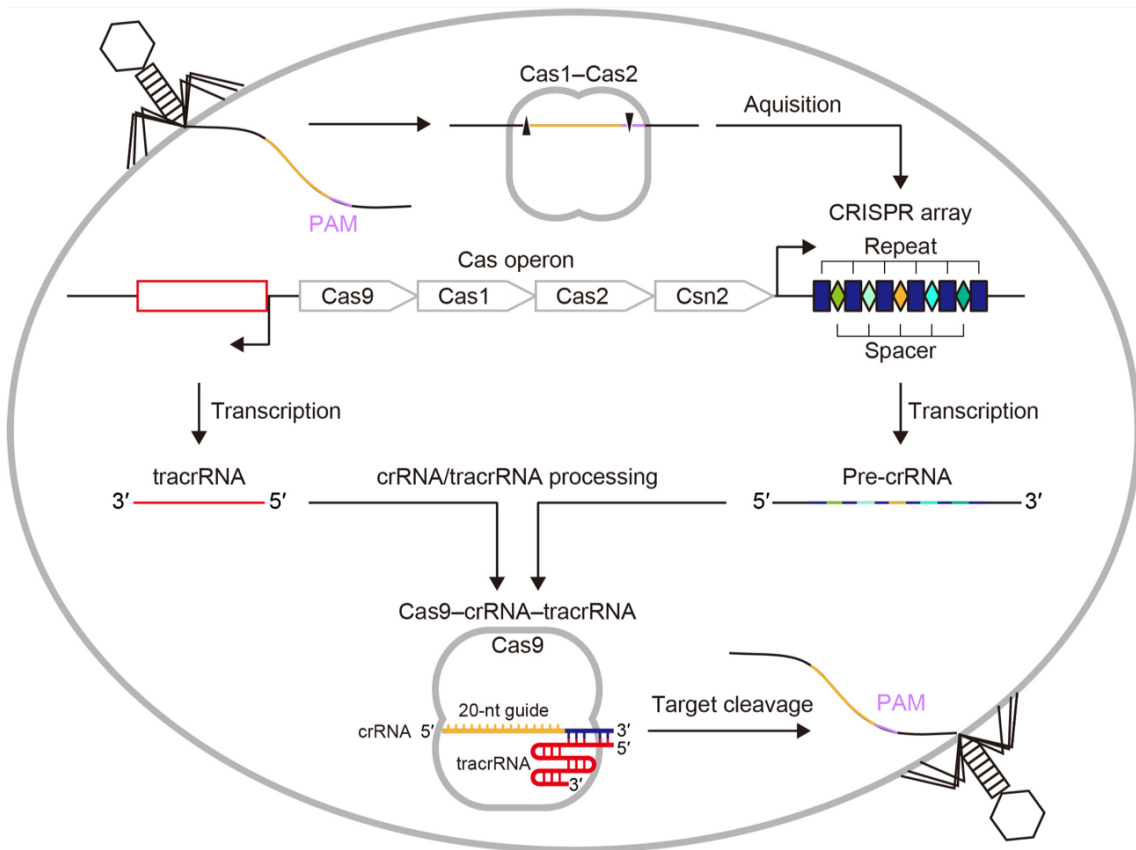 Cas1–Cas2
Aquisition
PAM
CRISPR array
Repeat
Cas operon
Cas9
Cas1
Cas2
Csn2
Spacer
Transcription
Transcription
tracrRNA
crRNA/tracrRNA processing
Pre-crRNA
3′
5′
5′
3′
Cas9–crRNA–tracrRNA
Cas9
20-nt guide
crRNA 5′
3′
5′
tracrRNA
3′
Target cleavage
PAM